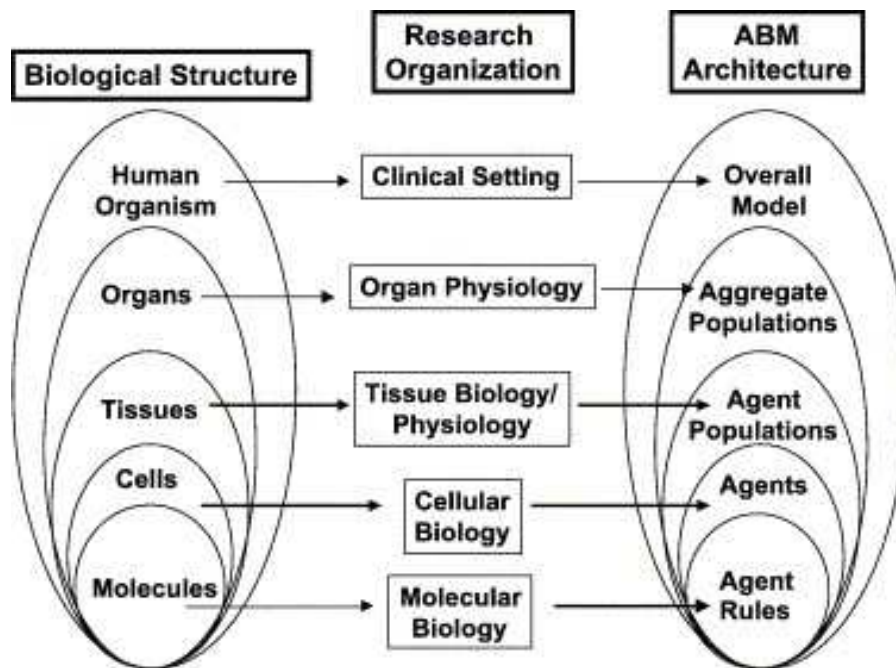 Biological Structure
Research
Organization
ABM
Architecture
Human
Organism
Clinical Setting
Overall
Model
Organs
Organ Physiology
Aggregate
Populations
Tissues
Tissue Biology/
Physiology
Agent
Populations
Cells
Cellular
Biology
Agents
Molecules
Molecular
Biology
Agent
Rules